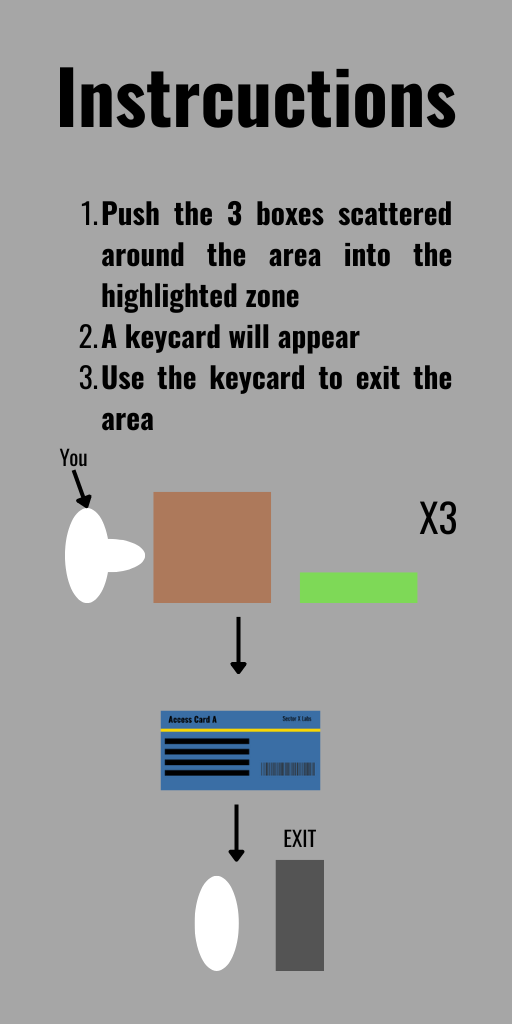 Instrcuctions
1. Push the 3 boxes scattered
around the area into the
highlighted zone
2. A keycard will appear
3. Use the keycard to exit the
area
You
X3
Access Card A
Sector X Labs
EXIT